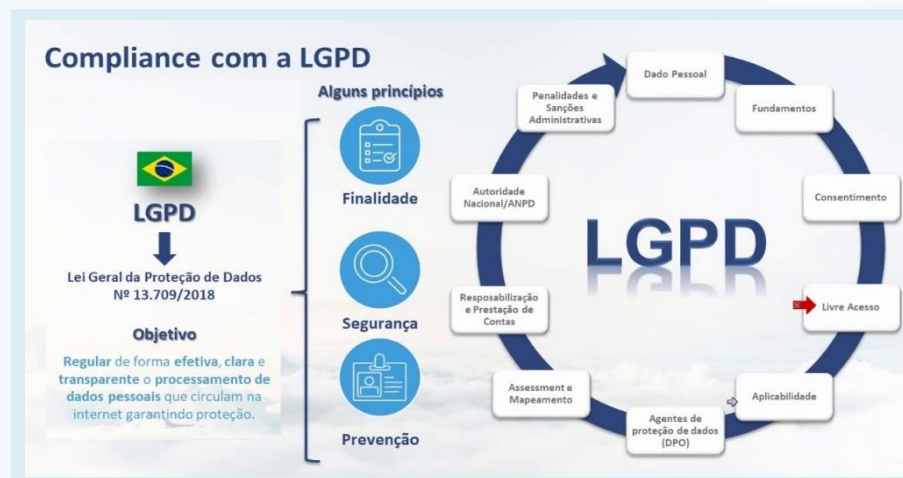 Compliance com a LGPD
LGPD
Lei Geral da Proteção de Dados
Nº 13.709/2018
Objetivo
Regular de forma efetiva, clara e
transparente o processamento de
dados pessoais que circulam na
internet garantindo proteção.
Alguns princípios
Finalidade
Segurança
Prevenção
LGPD
Dado Pessoal
Fundamentos
Consentimento
Livre Acesso
Aplicabilidade
Agentes de
proteção de dados
(DPO)
Assessment e
Mapeamento
Resposabilização
e Prestação de
Contas
Autoridade
Nacional/ANPD
Penalidades e
Sanções
Administrativas